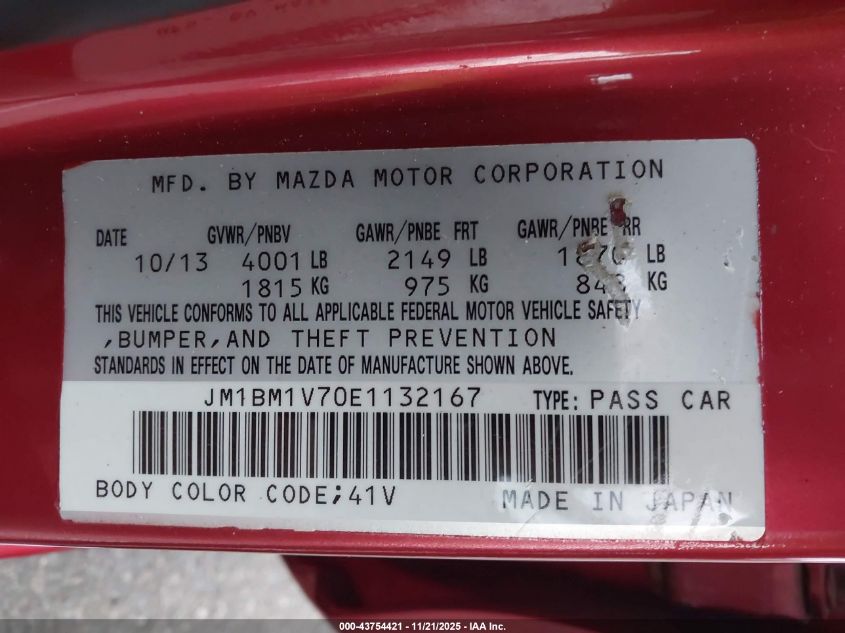 MFD. BY MAZDA MOTOR CORPORATION
DATE GVWR/PNBV GAWR/PNBE FRT GAWR/PNBE RR
10/13 4001 LB 2149 LB LB
1815 KG 975 KG KG
THIS VEHICLE CONFORMS TO ALL APPLICABLE FEDERAL MOTOR VEHICLE SAFETY
,BUMPER,AND THEFT PREVENTION
STANDARDS IN EFFECT ON THE DATE OF MANUFACTURE SHOWN ABOVE.
JM1BM1V70E1132167 TYPE: PASS CAR
BODY COLOR CODE;41V MADE IN JAPAN
000-43754421 - 11/21/2025 - IAA Inc.